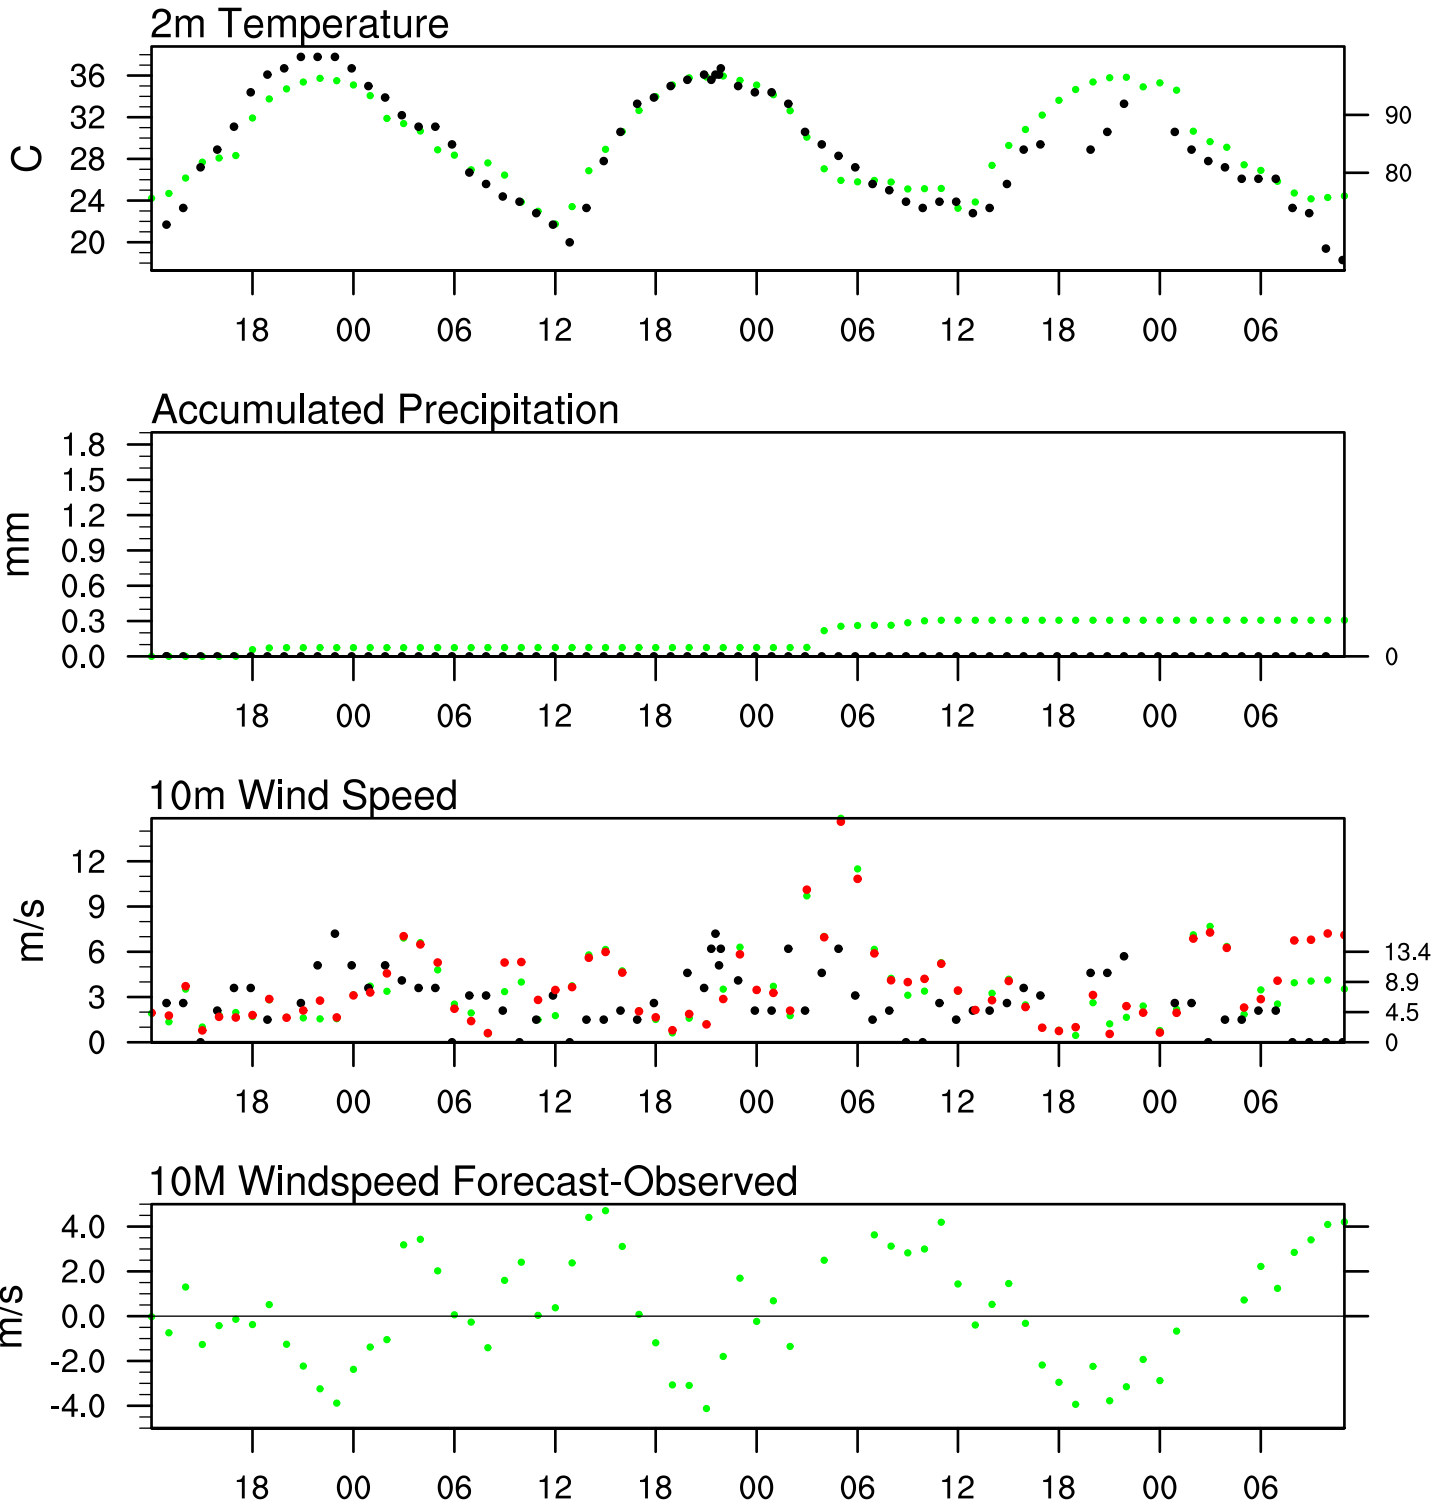 2m Temperature
C
36
32
28
24
20
90
80
18 00 06 12 18 00 06 12 18 00 06
Accumulated Precipitation
mm
1.8
1.5
1.2
0.9
0.6
0.3
0.0
0
18 00 06 12 18 00 06 12 18 00 06
10m Wind Speed
m/s
12
9
6
3
0
13.4
8.9
4.5
0
18 00 06 12 18 00 06 12 18 00 06
10M Windspeed Forecast-Observed
m/s
4.0
2.0
0.0
-2.0
-4.0
18 00 06 12 18 00 06 12 18 00 06